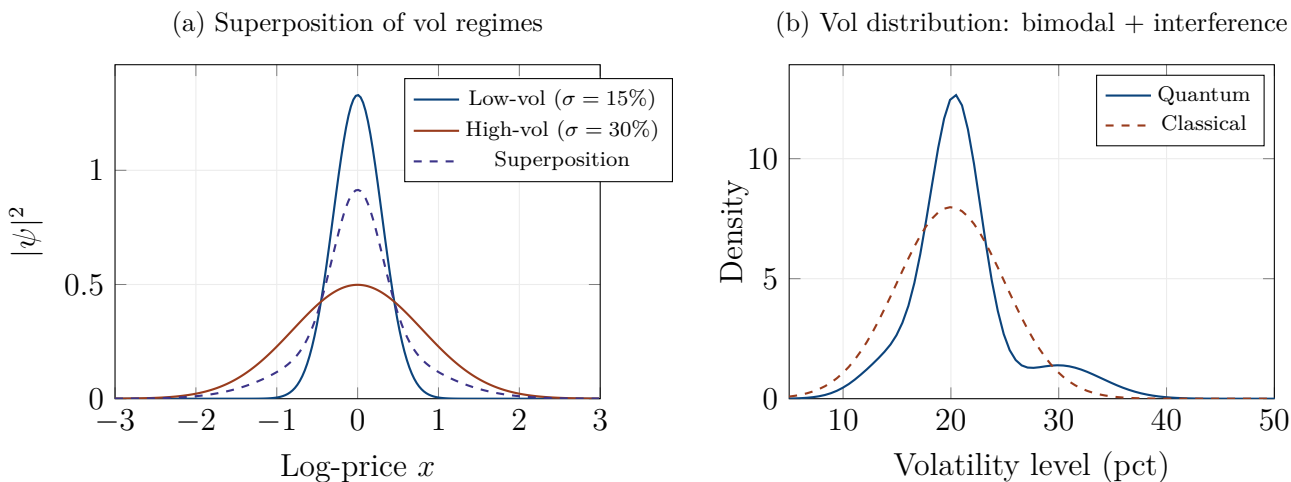 (a) Superposition of vol regimes
|ψ|²
1
0.5
0
−3
−2
−1
0
1
2
3
Log-price x
Low-vol (σ = 15%)
High-vol (σ = 30%)
Superposition
(b) Vol distribution: bimodal + interference
Density
10
5
0
10
20
30
40
50
Volatility level (pct)
Quantum
Classical